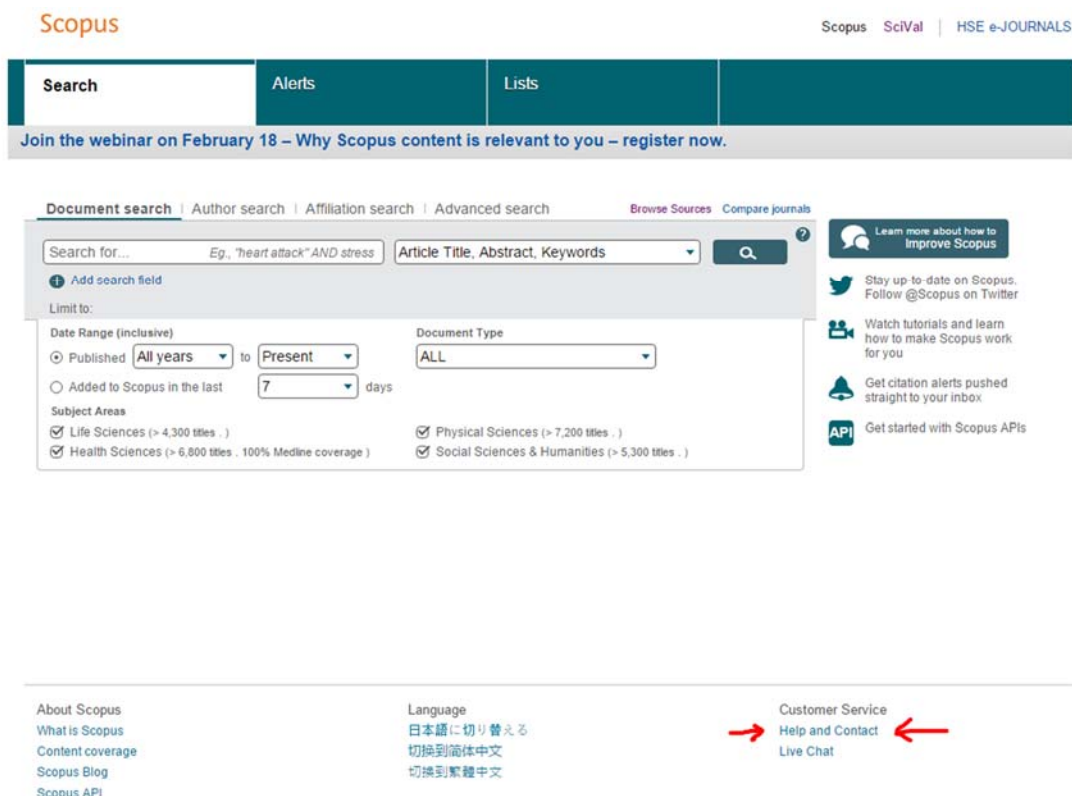 Scopus
Scopus SciVal HSE e-JOURNALS
Search Alerts Lists
Join the webinar on February 18 – Why Scopus content is relevant to you – register now.
Document search Author search Affiliation search Advanced search Browse Sources Compare journals
Search for... Eg., "heart attack" AND stress Article Title, Abstract, Keywords
Add search field
Limit to:
Date Range (inclusive) Document Type
Published All years to Present ALL
Added to Scopus in the last 7 days
Subject Areas
Life Sciences (> 4,300 titles . ) Physical Sciences (> 7,200 titles . )
Health Sciences (> 6,800 titles . 100% Medline coverage ) Social Sciences & Humanities (> 5,300 titles . )
?
Learn more about how to
Improve Scopus
Stay up-to-date on Scopus.
Follow @Scopus on Twitter
Watch tutorials and learn
how to make Scopus work
for you
Get citation alerts pushed
straight to your inbox
API Get started with Scopus APIs
About Scopus
What is Scopus
Content coverage
Scopus Blog
Scopus API
Language
日本語に切り替える
切换到简体中文
切換到繁體中文
Customer Service
Help and Contact
Live Chat